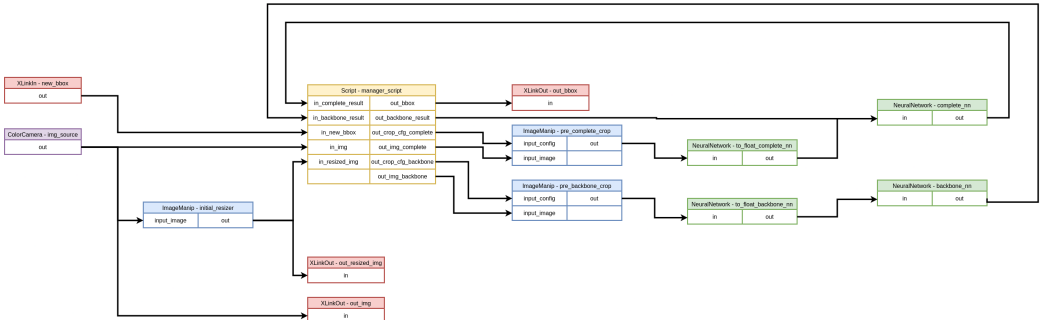 XLinkIn - new_bbox
out
ColorCamera - img_source
out
ImageManip - initial_resizer
input_image out
Script - manager_script
in_complete_result out_bbox
in_backbone_result out_backbone_result
in_new_bbox out_crop_cfg_complete
in_img out_img_complete
in_resized_img out_crop_cfg_backbone
out_img_backbone
XLinkOut - out_resized_img
in
XLinkOut - out_img
in
XLinkOut - out_bbox
in
ImageManip - pre_complete_crop
input_config out
input_image
ImageManip - pre_backbone_crop
input_config out
input_image
NeuralNetwork - to_float_complete_nn
in out
NeuralNetwork - to_float_backbone_nn
in out
NeuralNetwork - complete_nn
in out
NeuralNetwork - backbone_nn
in out